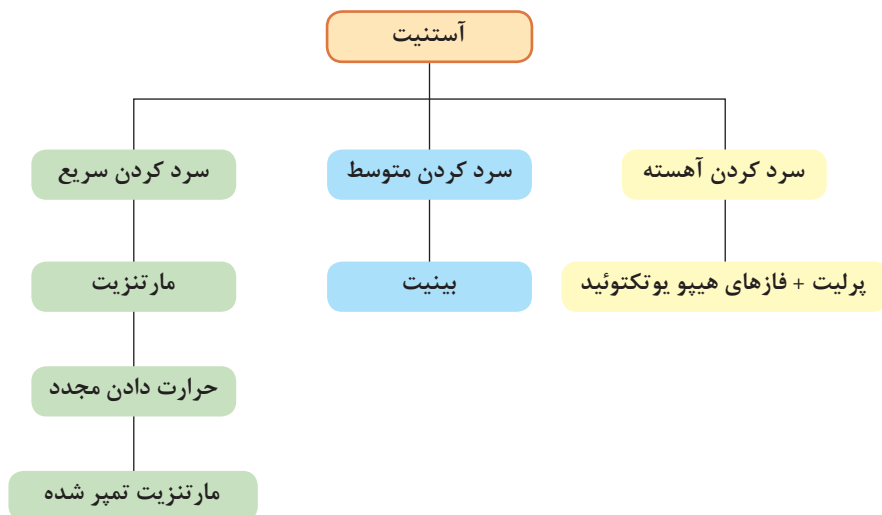 آستنیت
سرد کردن آهسته
سرد کردن متوسط
سرد کردن سریع
پرلیت + فازهای هیپو یوتکتوئید
بینیت
مارتنزیت
حرارت دادن مجدد
مارتنزیت تمپر شده